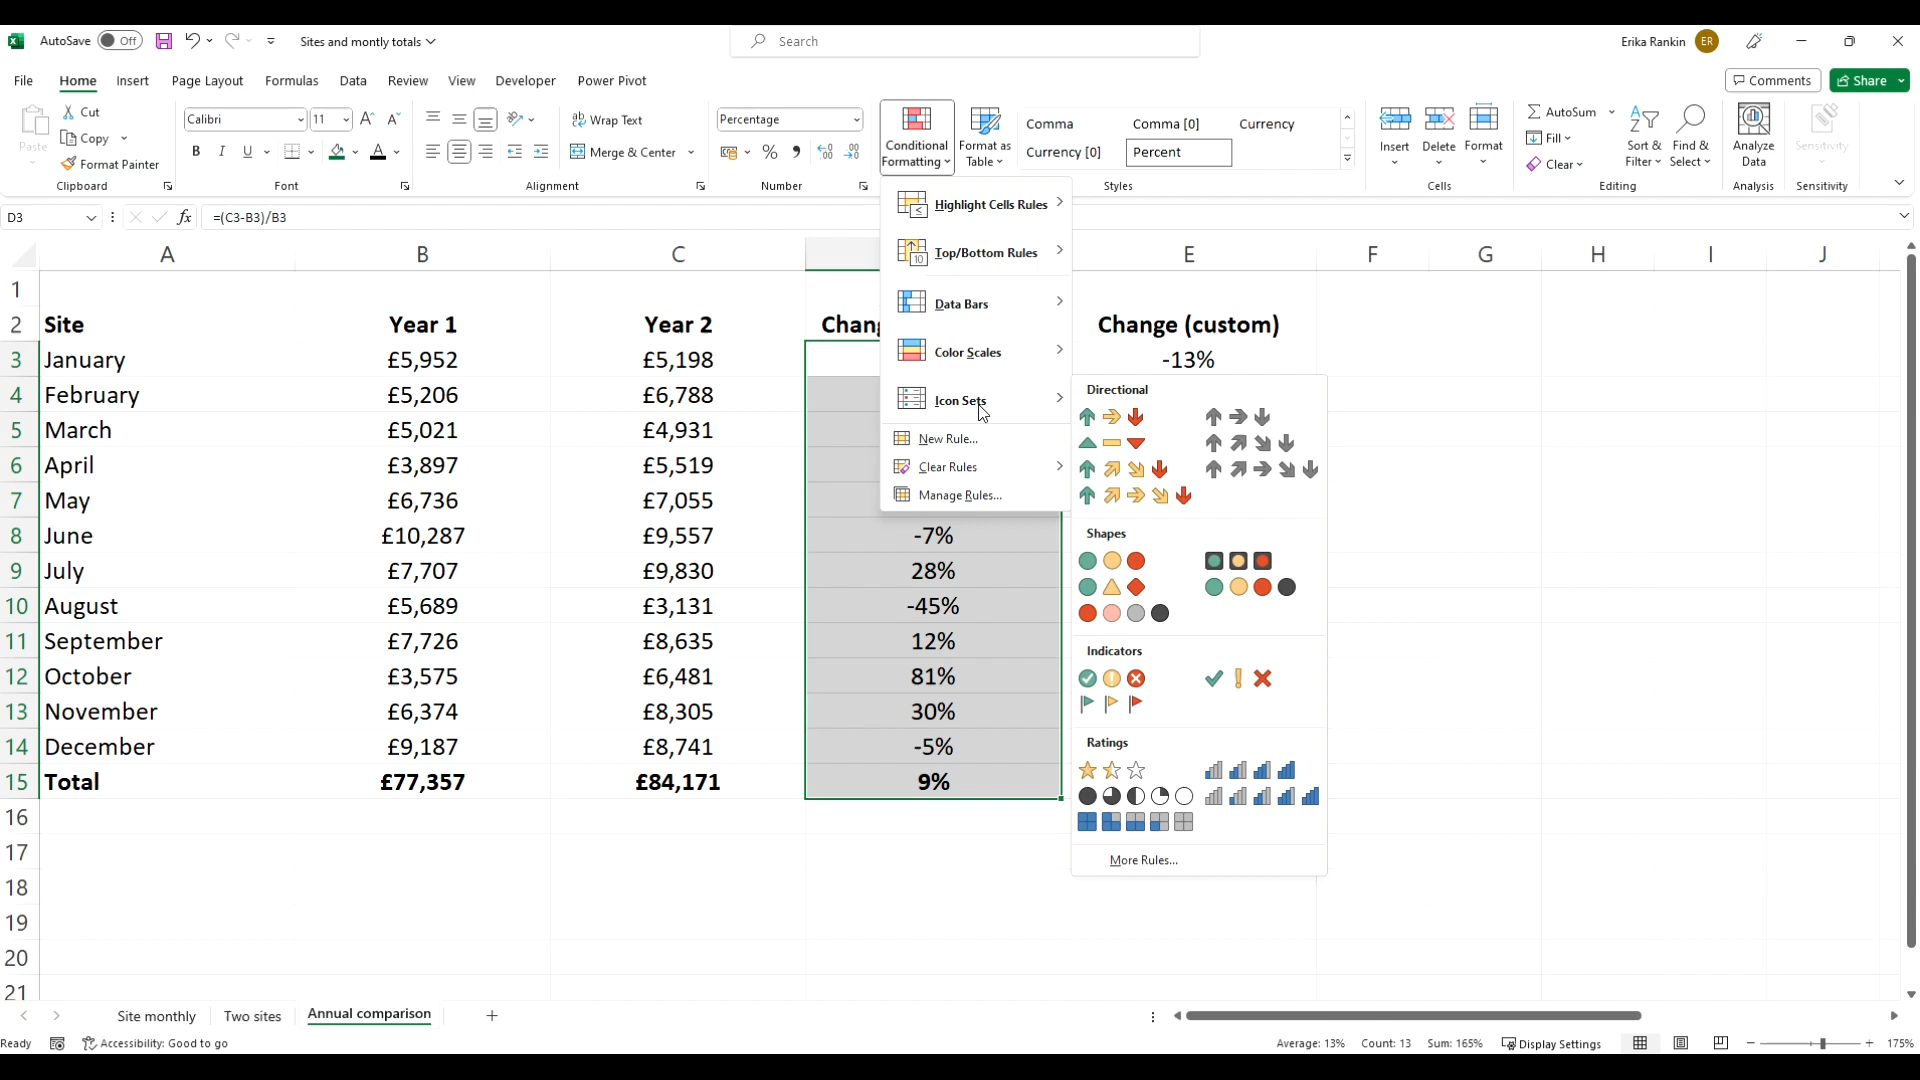 AutoSave Off Sites and montly totals Search Erika Rankin ER
File Home Insert Page Layout Formulas Data Review View Developer Power Pivot Comments Share
Paste Cut Copy Format Painter Clipboard
Calibri 11 B I U A Font
Wrap Text Merge & Center Alignment
Percentage % Number
Conditional Formatting Format as Table Comma Comma [0] Currency Currency [0] Percent Styles
Insert Delete Format Cells
AutoSum Fill Clear Sort & Filter Find & Select Editing
Analyze Data Analysis
Sensitivity Sensitivity
D3 fx =(C3-B3)/B3
A B C E F G H I J
1
2 Site Year 1 Year 2 Chang Change (custom)
3 January £5,952 £5,198 -13%
4 February £5,206 £6,788
5 March £5,021 £4,931
6 April £3,897 £5,519
7 May £6,736 £7,055
8 June £10,287 £9,557 -7%
9 July £7,707 £9,830 28%
10 August £5,689 £3,131 -45%
11 September £7,726 £8,635 12%
12 October £3,575 £6,481 81%
13 November £6,374 £8,305 30%
14 December £9,187 £8,741 -5%
15 Total £77,357 £84,171 9%
16
17
18
19
20
21
Highlight Cells Rules
Top/Bottom Rules
10
Data Bars
Color Scales
Icon Sets
New Rule...
Clear Rules
Manage Rules...
Directional
Shapes
Indicators
Ratings
More Rules...
Site monthly Two sites Annual comparison
Ready Accessibility: Good to go Average: 13% Count: 13 Sum: 165% Display Settings 175%